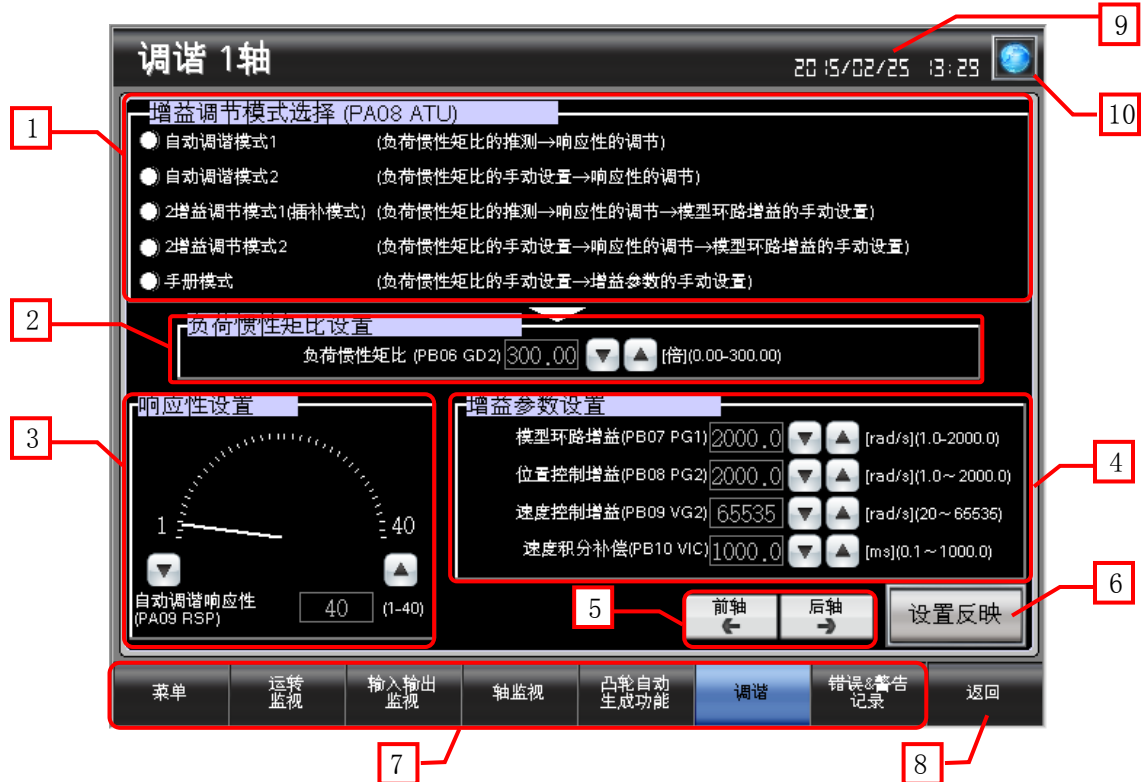 9
调谐 1轴
2015/02/25 13:29
10
1
增益调节模式选择 (PA08 ATU)
自动调谐模式1 (负荷惯性矩比的推测→响应性的调节)
自动调谐模式2 (负荷惯性矩比的手动设置→响应性的调节)
2增益调节模式1(插补模式) (负荷惯性矩比的推测→响应性的调节→模型环路增益的手动设置)
2增益调节模式2 (负荷惯性矩比的手动设置→响应性的调节→模型环路增益的手动设置)
手册模式 (负荷惯性矩比的手动设置→增益参数的手动设置)
2
负荷惯性矩比设置
负荷惯性矩比 (PB06 GD2) 300.00 ▼ ▲ [倍](0.00-300.00)
3
响应性设置
1 40
▼ ▲
自动调谐响应性
(PA09 RSP) 40 (1-40)
增益参数设置
模型环路增益(PB07 PG1) 2000.0 ▼ ▲ [rad/s](1.0-2000.0)
位置控制增益(PB08 PG2) 2000.0 ▼ ▲ [rad/s](1.0～2000.0)
速度控制增益(PB09 VG2) 65535 ▼ ▲ [rad/s](20～65535)
速度积分补偿(PB10 VIC) 1000.0 ▼ ▲ [ms](0.1～1000.0)
4
5
前轴
←
后轴
→
设置反映
6
菜单
运转
监视
输入输出
监视
轴监视
凸轮自动
生成功能
调谐
错误&警告
记录
返回
7
8